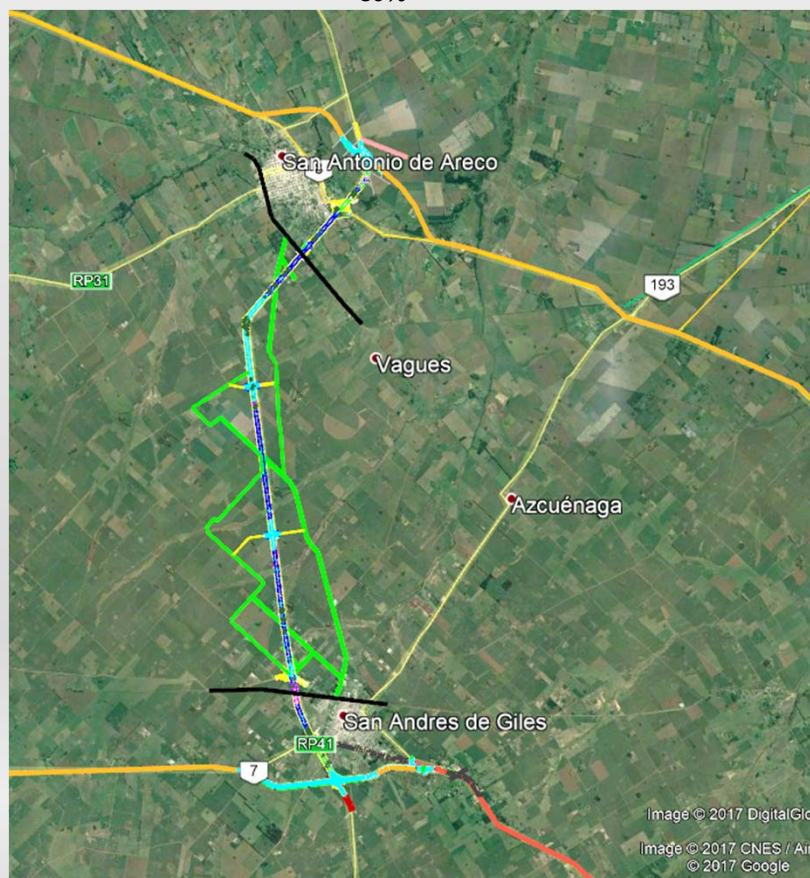 San Antonio de Areco
RP31
193
Vagues
Azcuénaga
San Andres de Giles
RP41
7
Image © 2017 DigitalGlo
Image © 2017 CNES / Air
© 2017 Google